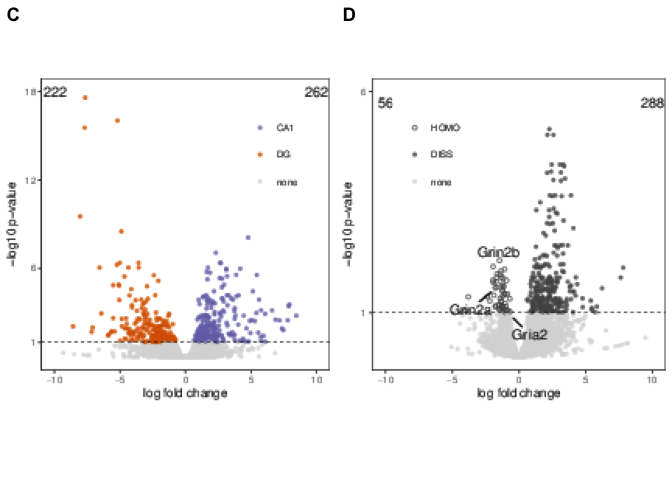 C
D
222
262
18
12
6
1
CA1
DG
none
−log10 p−value
−10
−5
0
5
10
log fold change
56
288
6
1
HOMO
DISS
none
Grin2b
Grin2a
Gria2
−log10 p−value
−10
−5
0
5
10
log fold change